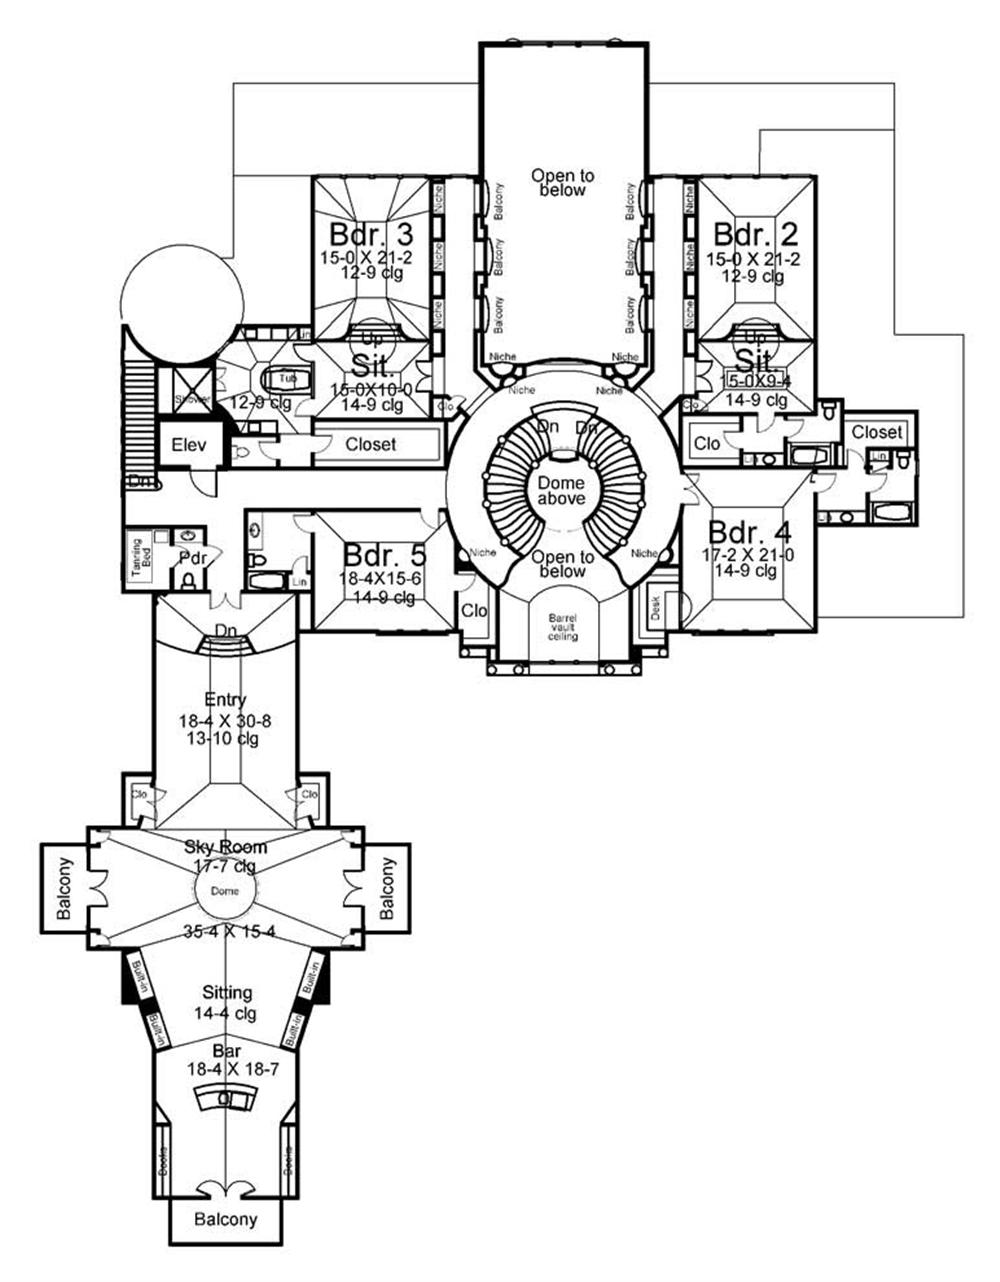 Open to
below
Balcony
Balcony
Balcony
Balcony
Balcony
Balcony
Niche
Niche
Niche
Niche
Niche
Niche
Bdr. 3
15-0 X 21-2
12-9 clg
Bdr. 2
15-0 X 21-2
12-9 clg
Up
Sit.
15-0X10-0
14-9 clg
Up
Sit.
15-0X9-4
14-9 clg
Niche
Niche
Niche
Niche
Lin
Tub
Shower
12-9 clg
Clo
Clo
Elev
Closet
Dn
Dn
Clo
Lin
Closet
Lin
Dome
above
Dn
Lin
Bdr. 4
17-2 X 21-0
14-9 clg
Tanning
Bed
Pdr
Lin
Bdr. 5
18-4X15-6
14-9 clg
Niche
Open to
below
Niche
Clo
Barrel
vault
ceiling
Desk
Dn
Entry
18-4 X 30-8
13-10 clg
Clo
Clo
Sky Room
17-7 clg
Dome
35-4 X 15-4
Balcony
Balcony
Built-in
Built-in
Sitting
14-4 clg
Built-in
Built-in
Bar
18-4 X 18-7
Books
Books
Balcony